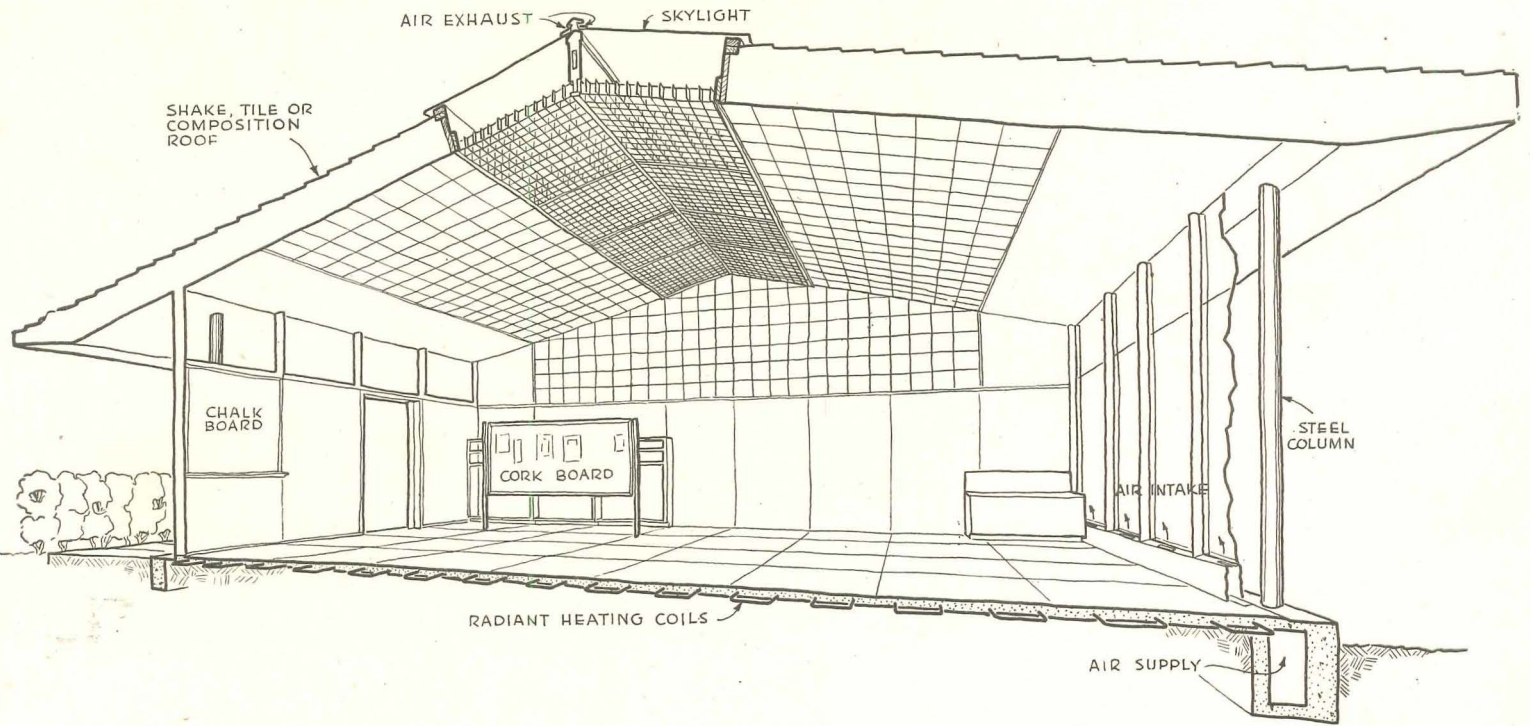 AIR EXHAUST
SKYLIGHT
SHAKE, TILE OR
COMPOSITION
ROOF
CHALK
BOARD
CORK BOARD
AIR INTAKE
STEEL
COLUMN
RADIANT HEATING COILS
AIR SUPPLY